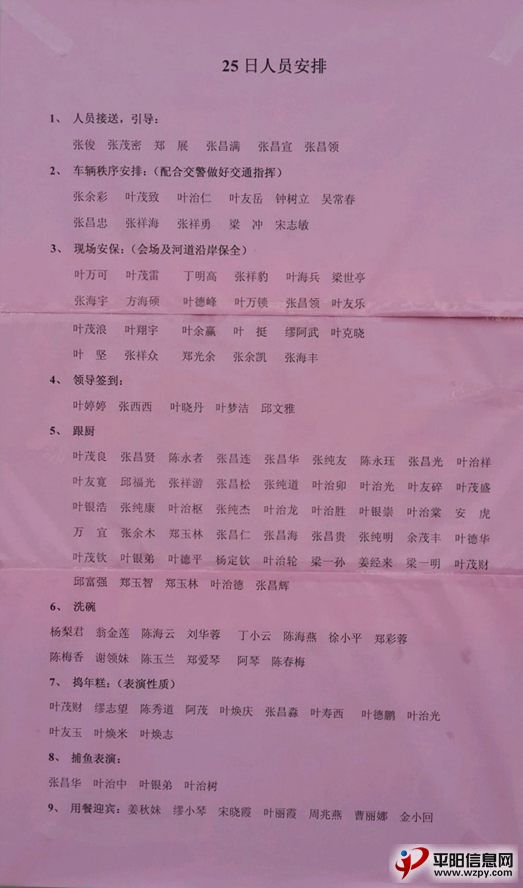 25日人员安排
1、 人员接送，引导：
张俊 张茂密 郑 展 张昌满 张昌宣 张昌领
2、 车辆秩序安排：（配合交警做好交通指挥）
张余彩 叶茂致 叶治仁 叶友岳 钟树立 吴常春
张昌忠 张祥海 张祥勇 梁 冲 宋志敏
3、 现场安保：（会场及河道沿岸保全）
叶万可 叶茂雷 丁明高 张祥豹 叶海兵 梁世亭
张海宇 方海硕 叶德峰 叶万锁 张昌领 叶友乐
叶茂浪 叶翔宇 叶余赢 叶 挺 缪阿武 叶克晓
叶 坚 张祥众 郑光余 张余凯 张海丰
4、 领导签到：
叶婷婷 张西西 叶晓丹 叶梦洁 邱文雅
5、 跟厨
叶茂良 张昌贤 陈永者 张昌连 张昌华 张纯友 陈永珏 张昌光 叶治祥
叶友宽 邱福光 张祥游 张昌松 张纯道 叶治卯 叶治光 叶友碎 叶茂盛
叶银浩 张纯康 叶治枢 张纯杰 叶治龙 叶治胜 叶银崇 叶治棠 安 虎
万 宜 张余木 郑玉林 张昌仁 张昌海 张昌贵 张纯明 余茂丰 叶德华
叶茂钦 叶银弟 叶德平 杨定钦 叶治轮 梁一孙 姜经来 梁一明 叶茂财
邱富强 郑玉智 郑玉林 叶治德 张昌辉
6、 洗碗
杨梨君 翁金莲 陈海云 刘华蓉 丁小云 陈海燕 徐小平 郑彩蓉
陈梅香 谢领妹 陈玉兰 郑爱琴 阿琴 陈春梅
7、 捣年糕：（表演性质）
叶茂财 缪志望 陈秀道 阿茂 叶焕庆 张昌淼 叶寿西 叶德鹏 叶治光
叶友玉 叶焕米 叶焕志
8、 捕鱼表演：
张昌华 叶治中 叶银弟 叶治树
9、 用餐迎宾：姜秋妹 缪小琴 宋晓霞 叶丽霞 周兆燕 曹丽娜 金小回
平阳信息网
www.wzpy.com